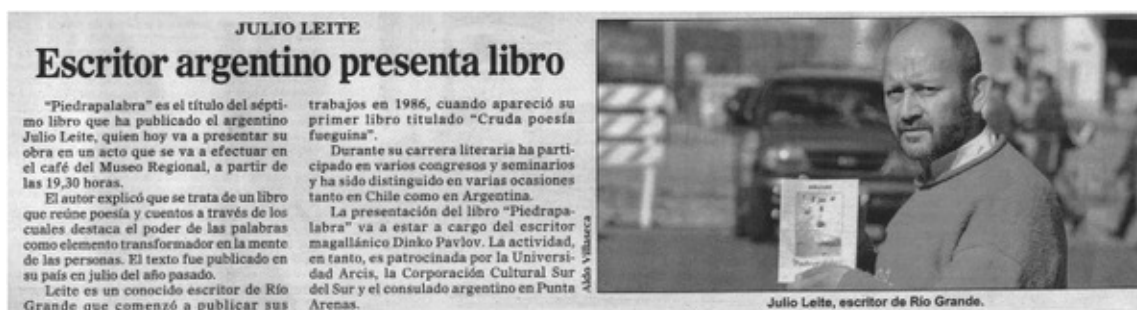 JULIO LEITE
Escritor argentino presenta libro
"Piedrapalabra" es el título del sépti-
mo libro que ha publicado el argentino
Julio Leite, quien hoy va a presentar su
obra en un acto que se va a efectuar en
el café del Museo Regional, a partir de
las 19,30 horas.
El autor explicó que se trata de un libro
que reúne poesía y cuentos a través de los
cuales destaca el poder de las palabras
como elemento transformador en la mente
de las personas. El texto fue publicado en
su país en julio del año pasado.
Leite es un conocido escritor de Río
Grande que comenzó a publicar sus
trabajos en 1986, cuando apareció su
primer libro titulado "Cruda poesía
fueguina".
Durante su carrera literaria ha parti-
cipado en varios congresos y seminarios
y ha sido distinguido en varias ocasiones
tanto en Chile como en Argentina.
La presentación del libro "Piedrapa-
labra" va a estar a cargo del escritor
magallánico Dinko Pavlov. La actividad,
en tanto, es patrocinada por la Universi-
dad Arcis, la Corporación Cultural Sur
del Sur y el consulado argentino en Punta
Arenas.
Aldo Villaseca
Julio Leite, escritor de Río Grande.